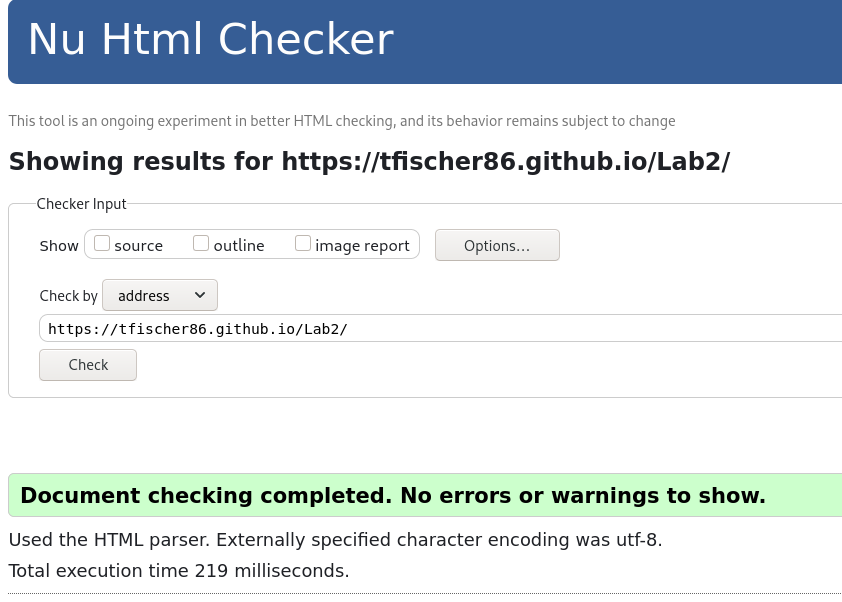 Nu Html Checker
This tool is an ongoing experiment in better HTML checking, and its behavior remains subject to change
Showing results for https://tfischer86.github.io/Lab2/
Checker Input
Show source outline image report Options...
Check by address
https://tfischer86.github.io/Lab2/
Check
Document checking completed. No errors or warnings to show.
Used the HTML parser. Externally specified character encoding was utf-8.
Total execution time 219 milliseconds.